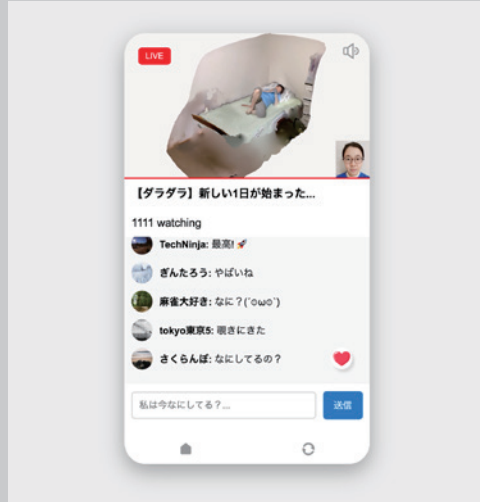 LIVE
【ダラダラ】新しい1日が始まった...
1111 watching
TechNinja: 最高! 🚀
ぎんたろう: やばいね
麻雀大好き: なに？(´◎ω◎`)
tokyo東京5: 覗きにきた
さくらんぼ: なにしてるの？
私は今なにしてる？...
送信